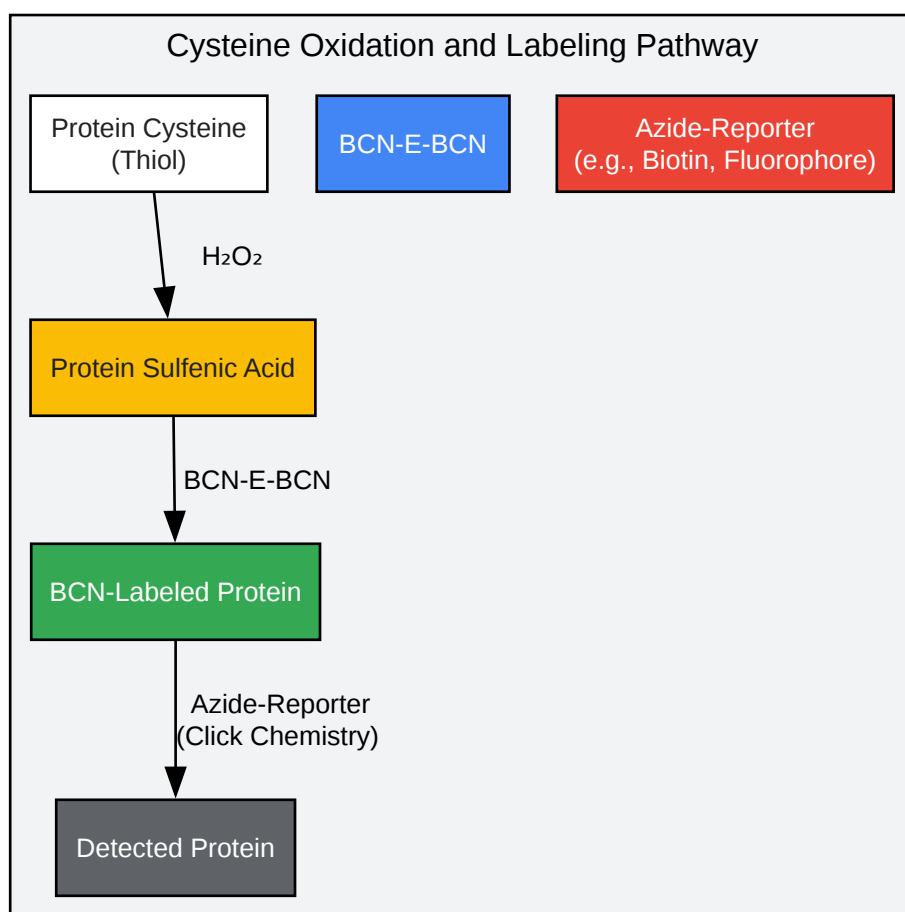 Cysteine Oxidation and Labeling Pathway
Protein Cysteine
(Thiol)
BCN-E-BCN
Azide-Reporter
(e.g., Biotin, Fluorophore)
H₂O₂
Protein Sulfenic Acid
BCN-E-BCN
BCN-Labeled Protein
Azide-Reporter
(Click Chemistry)
Detected Protein